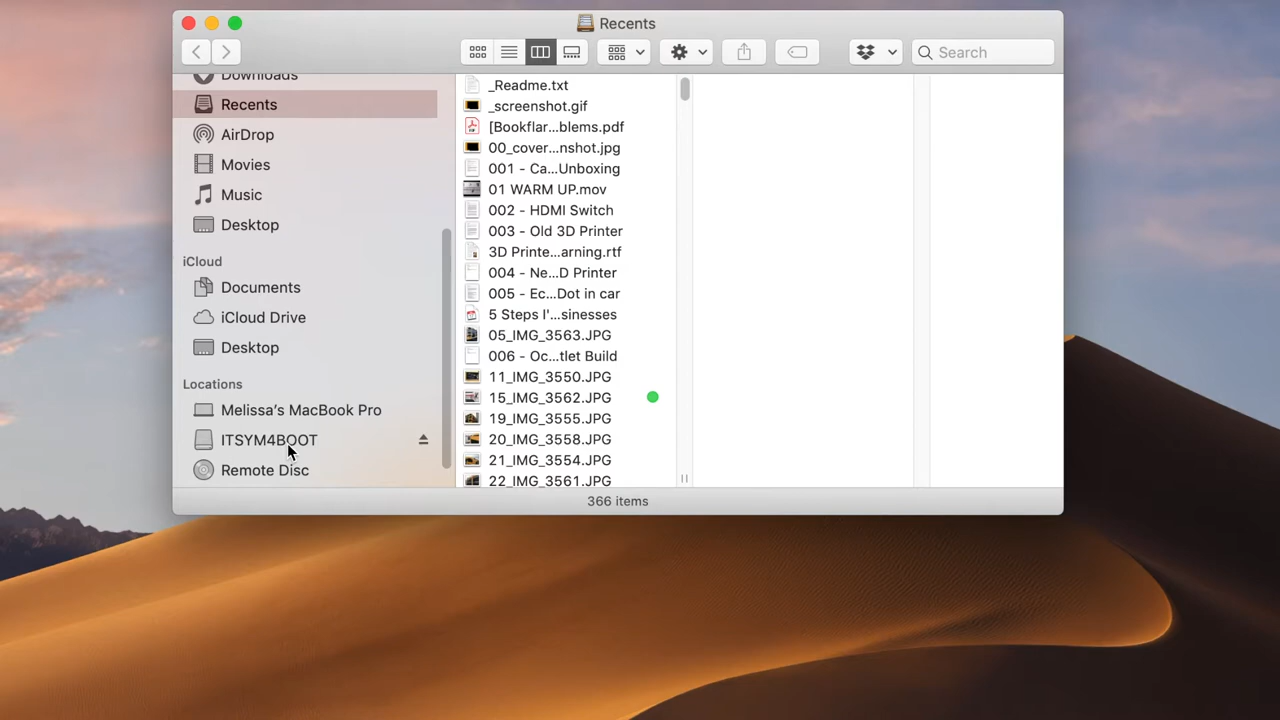 Recents
Search
Downloads
Recents
AirDrop
Movies
Music
Desktop
iCloud
Documents
iCloud Drive
Desktop
Locations
Melissa's MacBook Pro
ITSYM4BOOT
Remote Disc
_Readme.txt
_screenshot.gif
[Bookflar...blems.pdf
00_cover...nshot.jpg
001 - Ca...Unboxing
01 WARM UP.mov
002 - HDMI Switch
003 - Old 3D Printer
3D Printe...arning.rtf
004 - Ne...D Printer
005 - Ec...Dot in car
5 Steps I'...sinesses
05_IMG_3563.JPG
006 - Oc...tlet Build
11_IMG_3550.JPG
15_IMG_3562.JPG
19_IMG_3555.JPG
20_IMG_3558.JPG
21_IMG_3554.JPG
22_IMG_3561.JPG
366 items